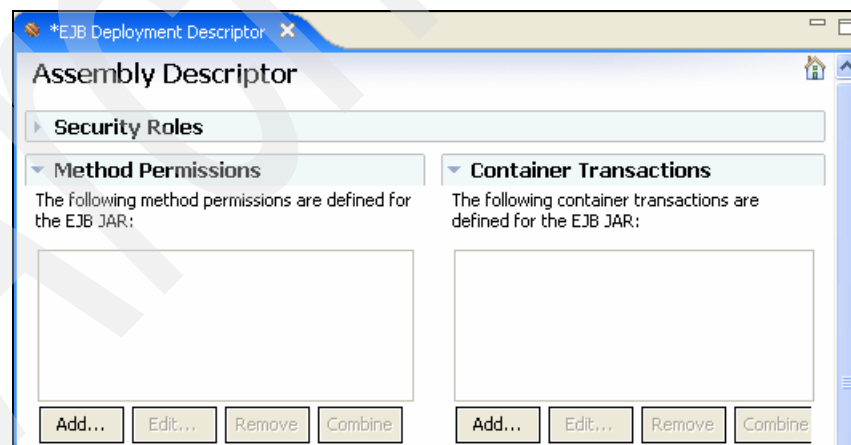 *EJB Deployment Descriptor
Assembly Descriptor
Security Roles
Method Permissions
The following method permissions are defined for
the EJB JAR:
Add... Edit... Remove Combine
Container Transactions
The following container transactions are
defined for the EJB JAR:
Add... Edit... Remove Combine